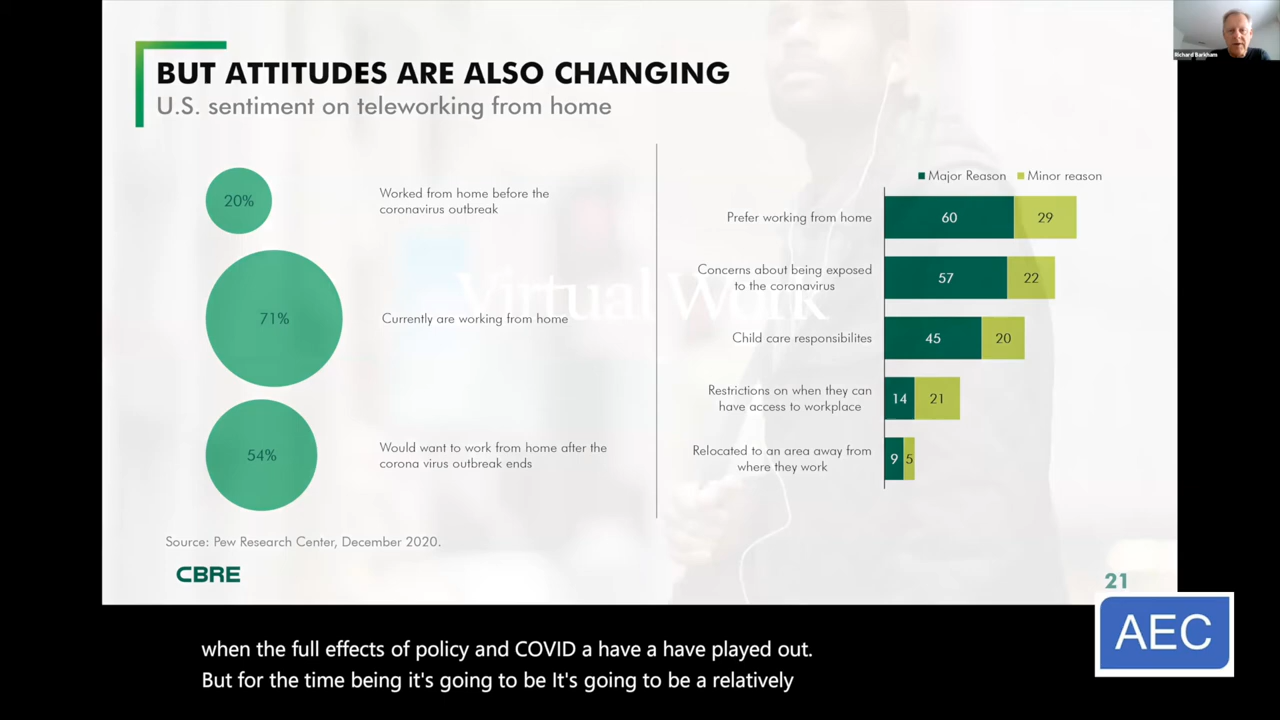 BUT ATTITUDES ARE ALSO CHANGING
U.S. sentiment on teleworking from home
Richard Barkham
20%
Worked from home before the
coronavirus outbreak
71%
Currently are working from home
54%
Would want to work from home after the
corona virus outbreak ends
Virtual Work
Major Reason
Minor reason
Prefer working from home
60
29
Concerns about being exposed
to the coronavirus
57
22
Child care responsibilites
45
20
Restrictions on when they can
have access to workplace
14
21
Relocated to an area away from
where they work
9
5
Source: Pew Research Center, December 2020.
CBRE
21
AEC
when the full effects of policy and COVID a have a have played out.
But for the time being it's going to be It's going to be a relatively